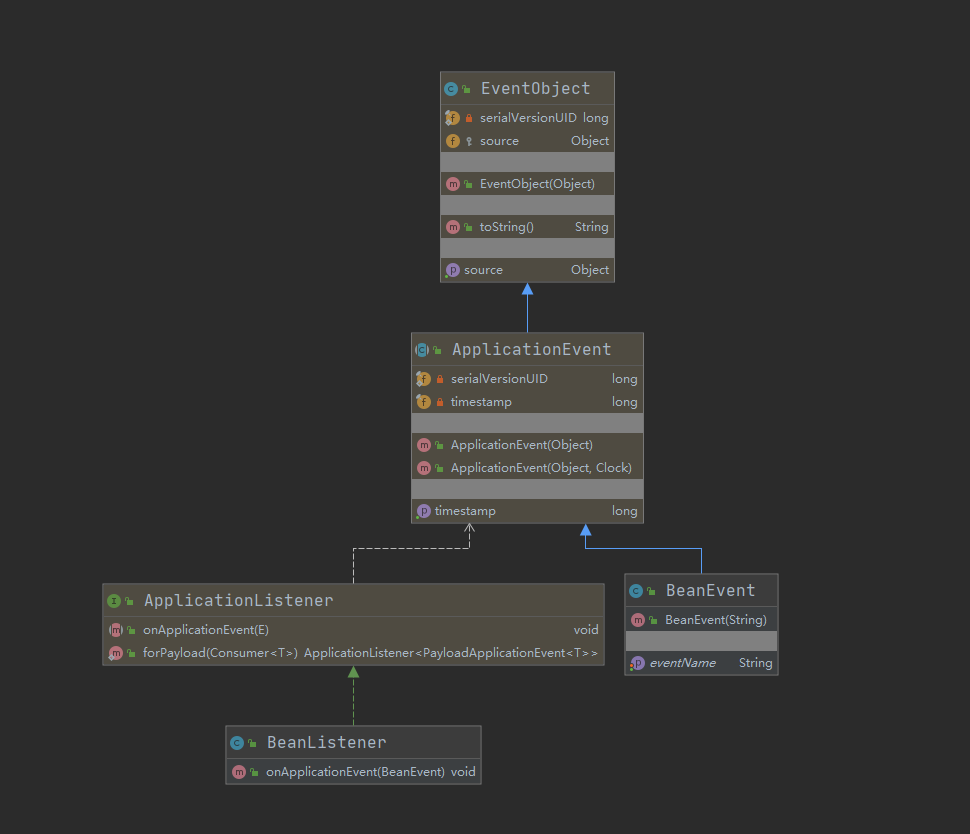 EventObject
serialVersionUID long
source Object
EventObject(Object)
toString() String
source Object
ApplicationEvent
serialVersionUID long
timestamp long
ApplicationEvent(Object)
ApplicationEvent(Object, Clock)
timestamp long
ApplicationListener
onApplicationEvent(E) void
forPayload(Consumer<T>) ApplicationListener<PayloadApplicationEvent<T>>
BeanEvent
BeanEvent(String)
eventName String
BeanListener
onApplicationEvent(BeanEvent) void